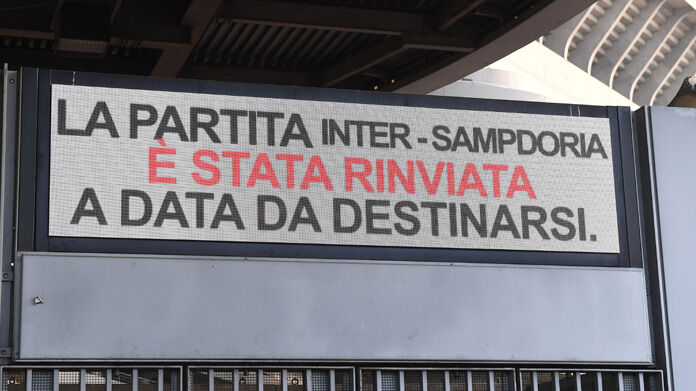 LA PARTITA INTER - SAMPDORIA
È STATA RINVIATA
A DATA DA DESTINARSI.